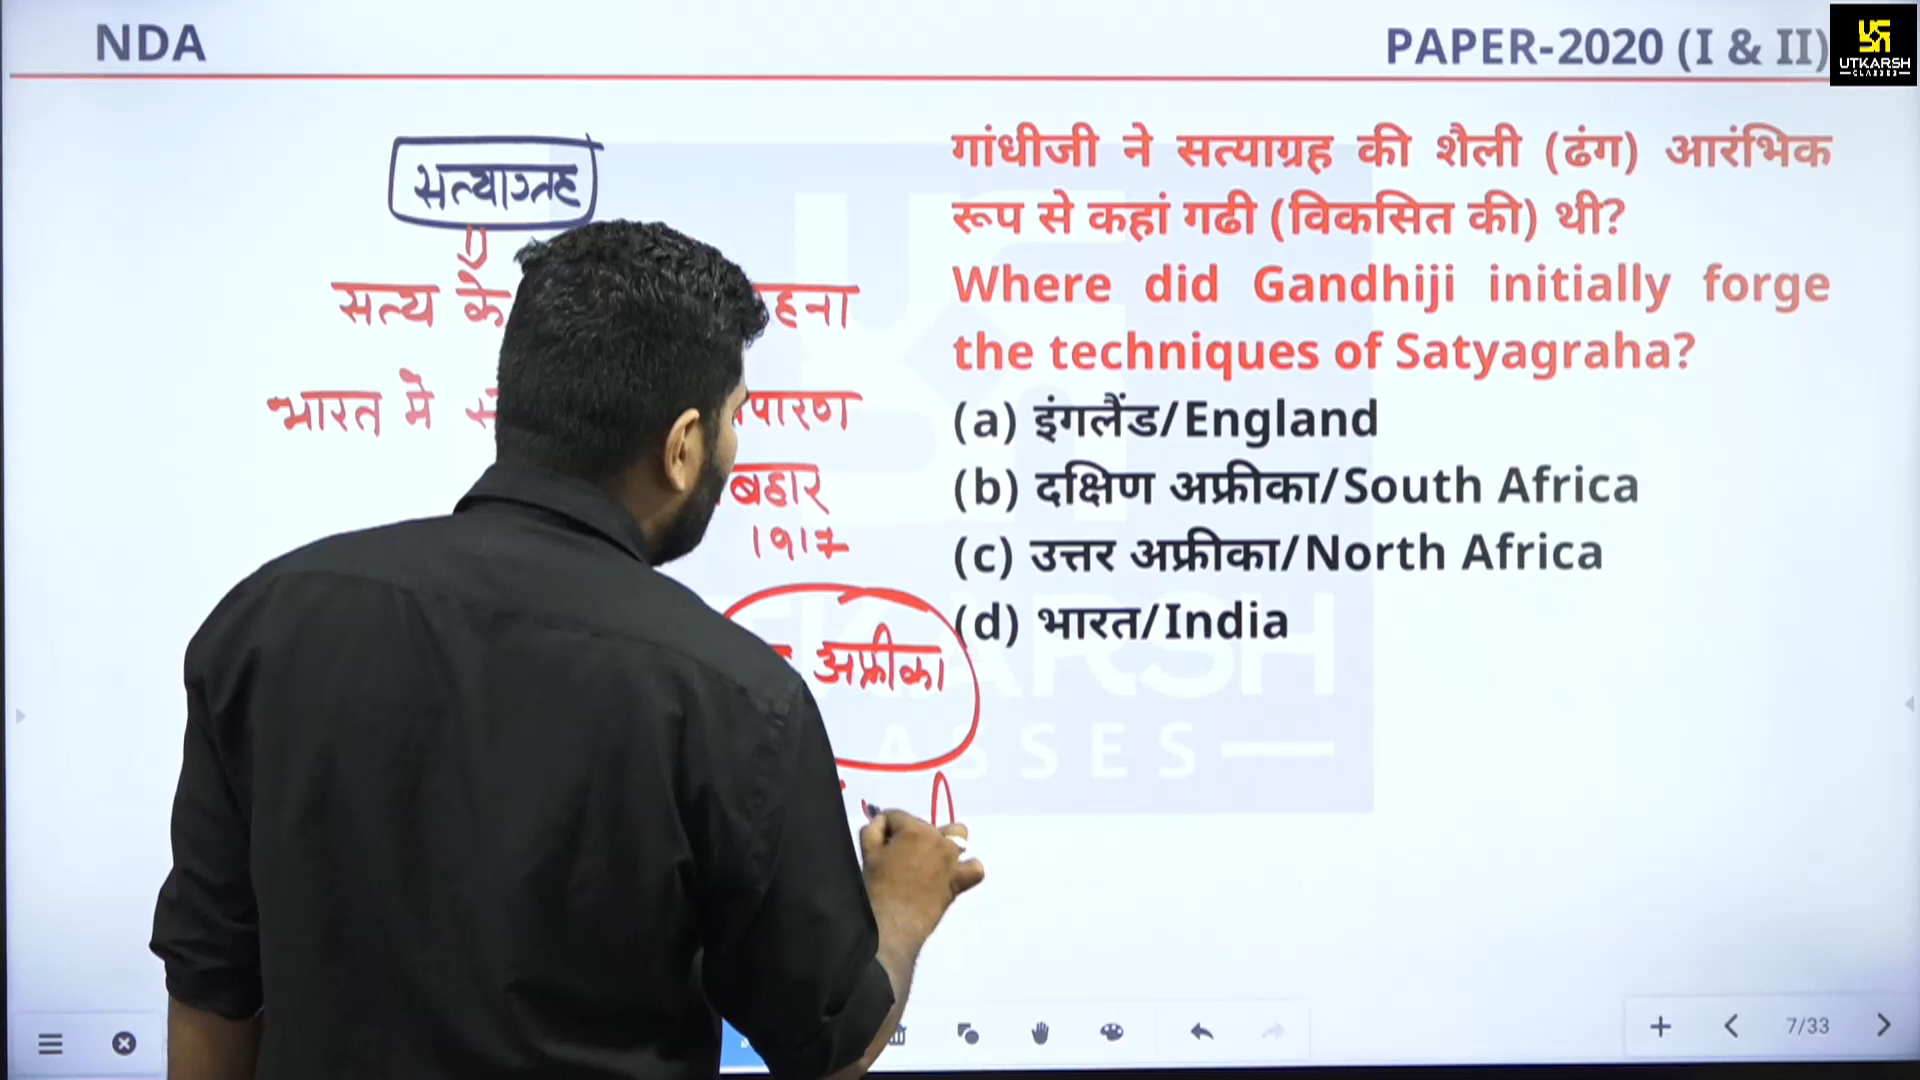 NDA
PAPER-2020 (I & II)
UTKARSH
CLASSES
सत्याग्रह
सत्य के
भारत में
1917
अफ्रीका
गांधीजी ने सत्याग्रह की शैली (ढंग) आरंभिक
रूप से कहां गढी (विकसित की) थी?
Where did Gandhiji initially forge
the techniques of Satyagraha?
(a) इंगलैंड/England
(b) दक्षिण अफ्रीका/South Africa
(c) उत्तर अफ्रीका/North Africa
(d) भारत/India
7/33